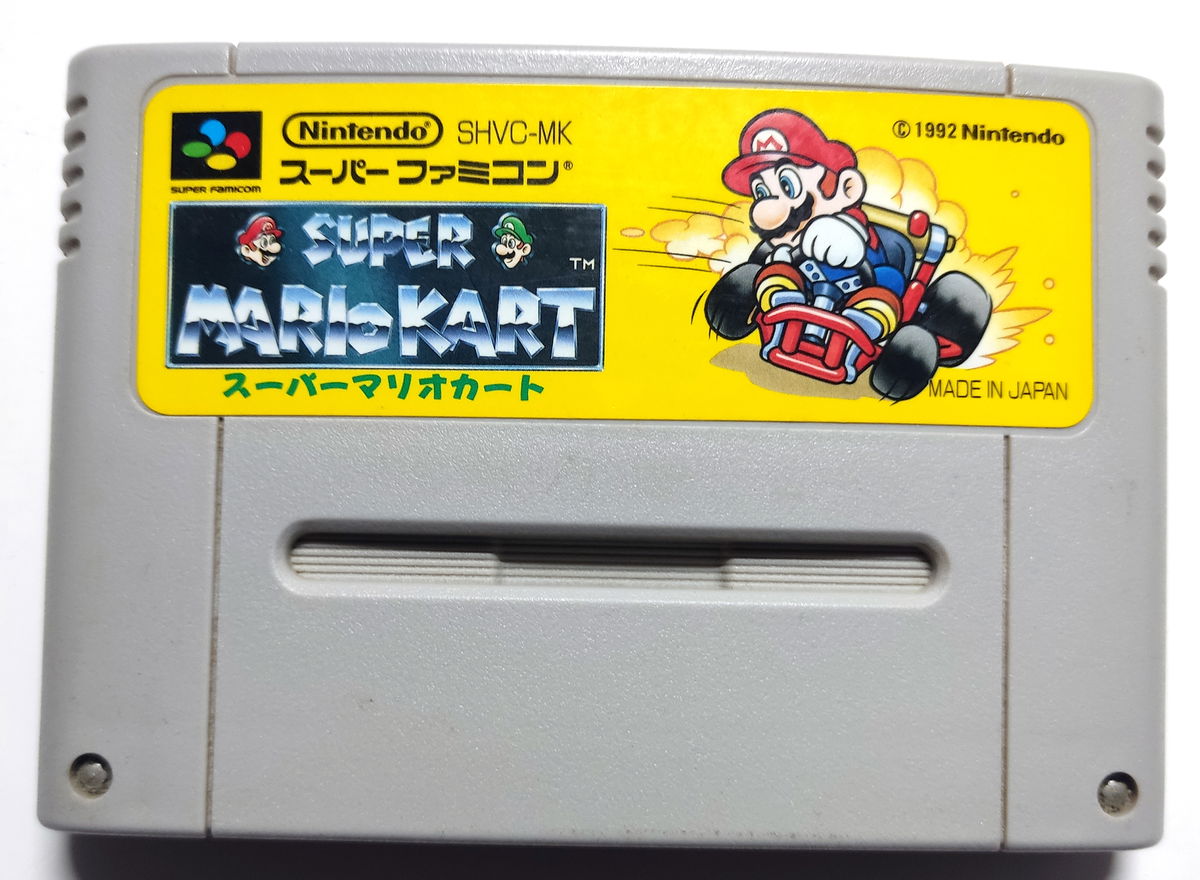 Nintendo® SHVC-MK
スーパーファミコン®
SUPER FAMICOM
© 1992 Nintendo
SUPER
MARIO KART
TM
スーパーマリオカート
M
MADE IN JAPAN